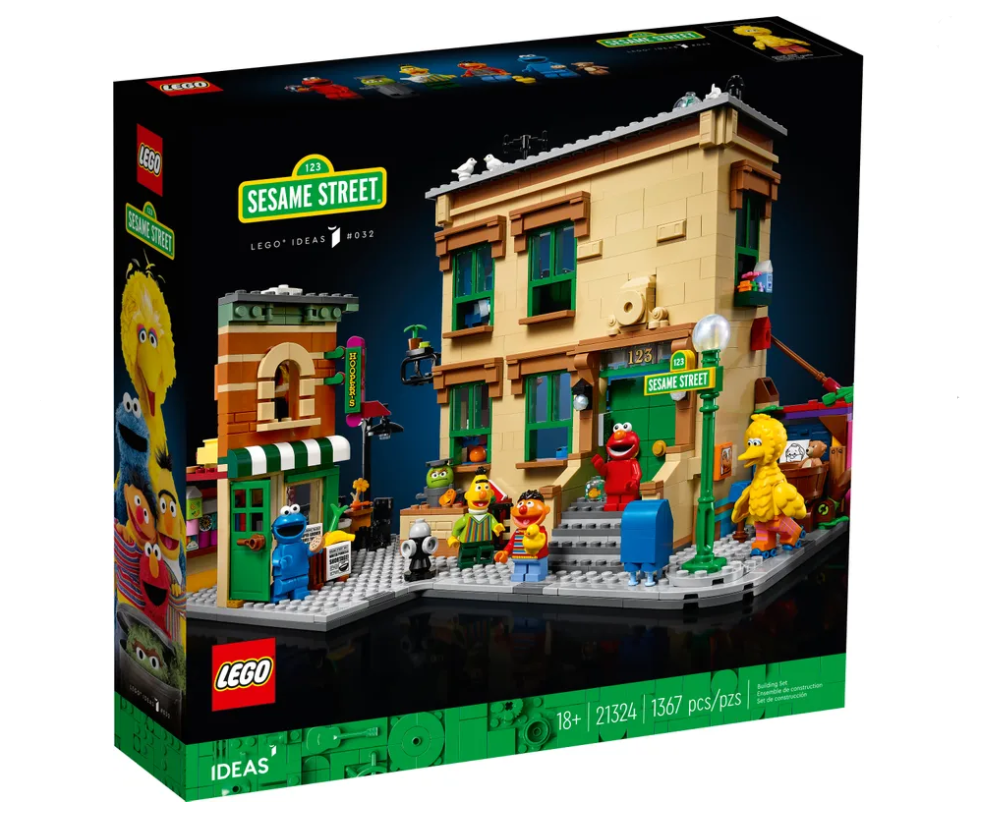 LEGO
SESAME STREET
LEGO
123
SESAME STREET
123
SESAME STREET
LEGO® IDEAS #032
HOOPER'S
123
123
SESAME STREET
LEGO
18+ | 21324 | 1367 pcs/pzs
Building Set
Ensemble de construction
Set de construcción
IDEAS